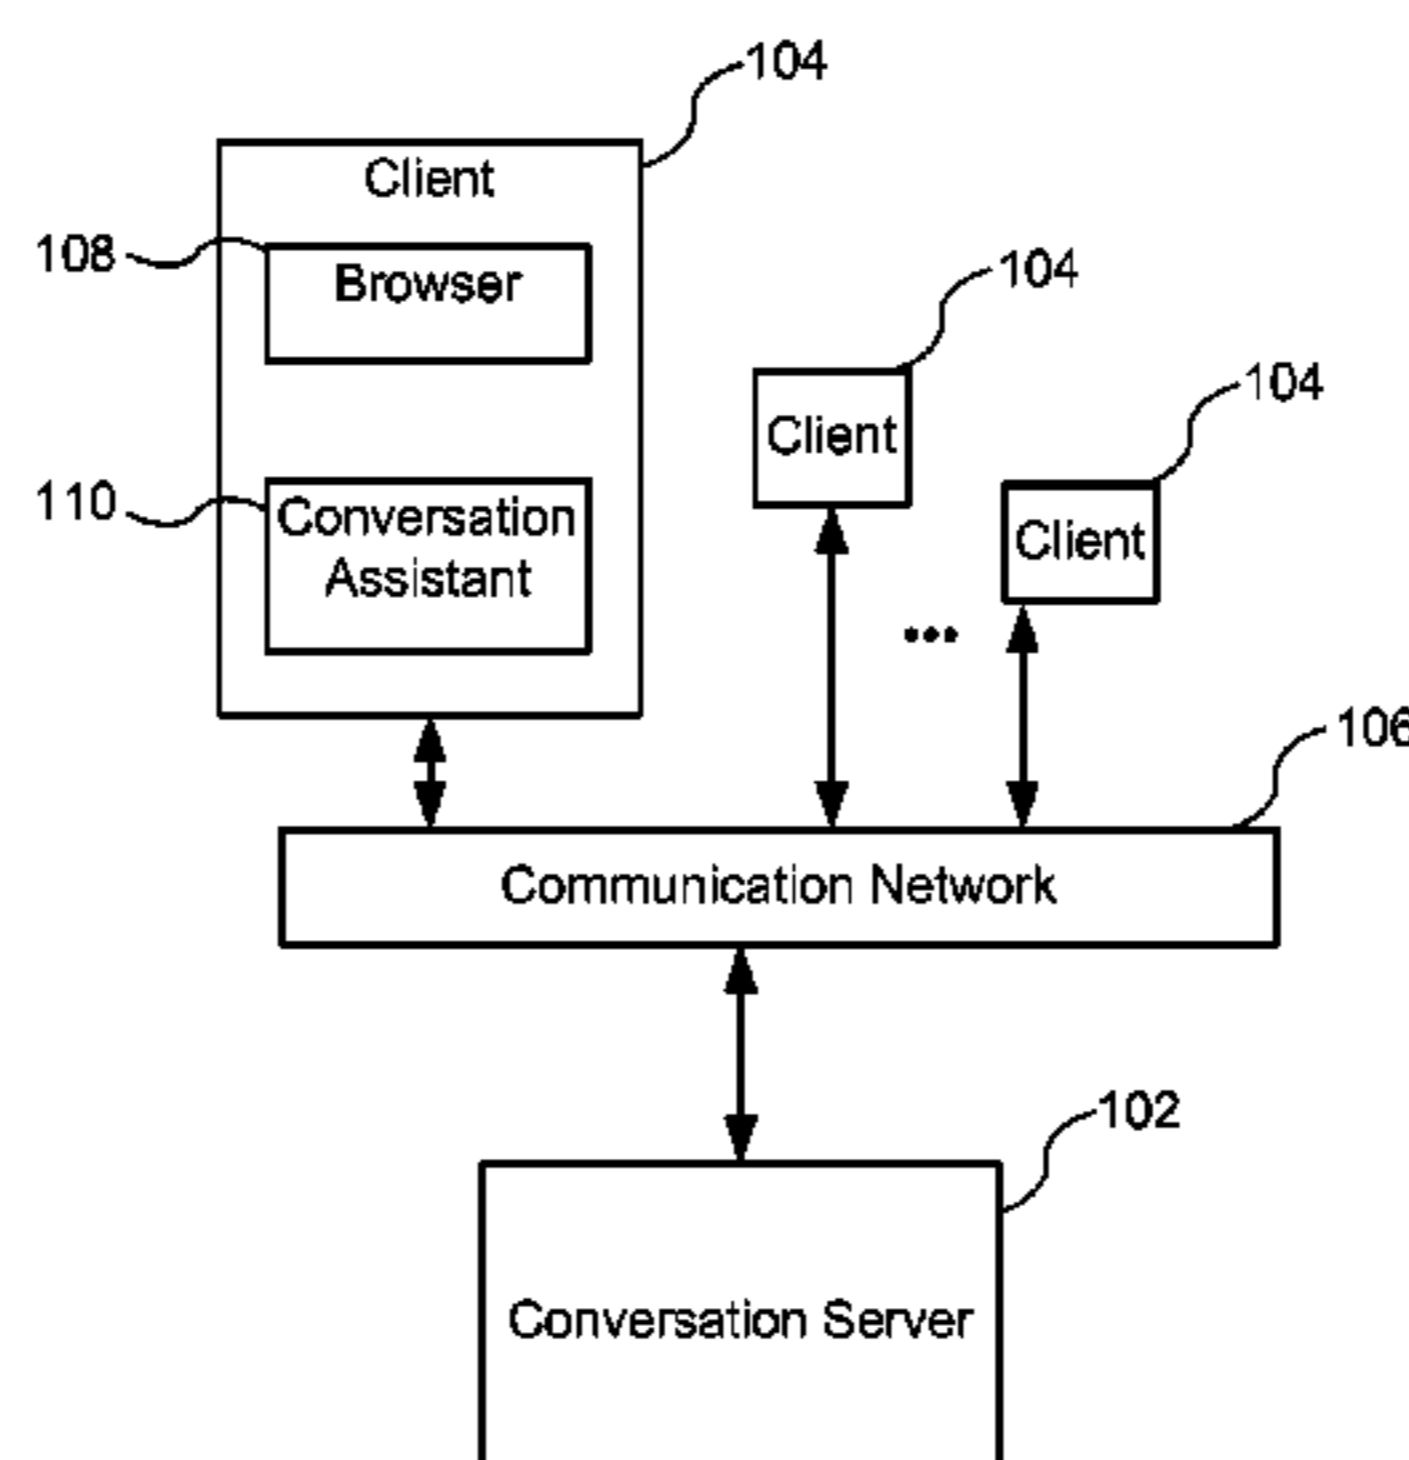 104
Client
108
Browser
104
104
Client
110
Conversation
Assistant
Client
106
Communication Network
102
Conversation Server